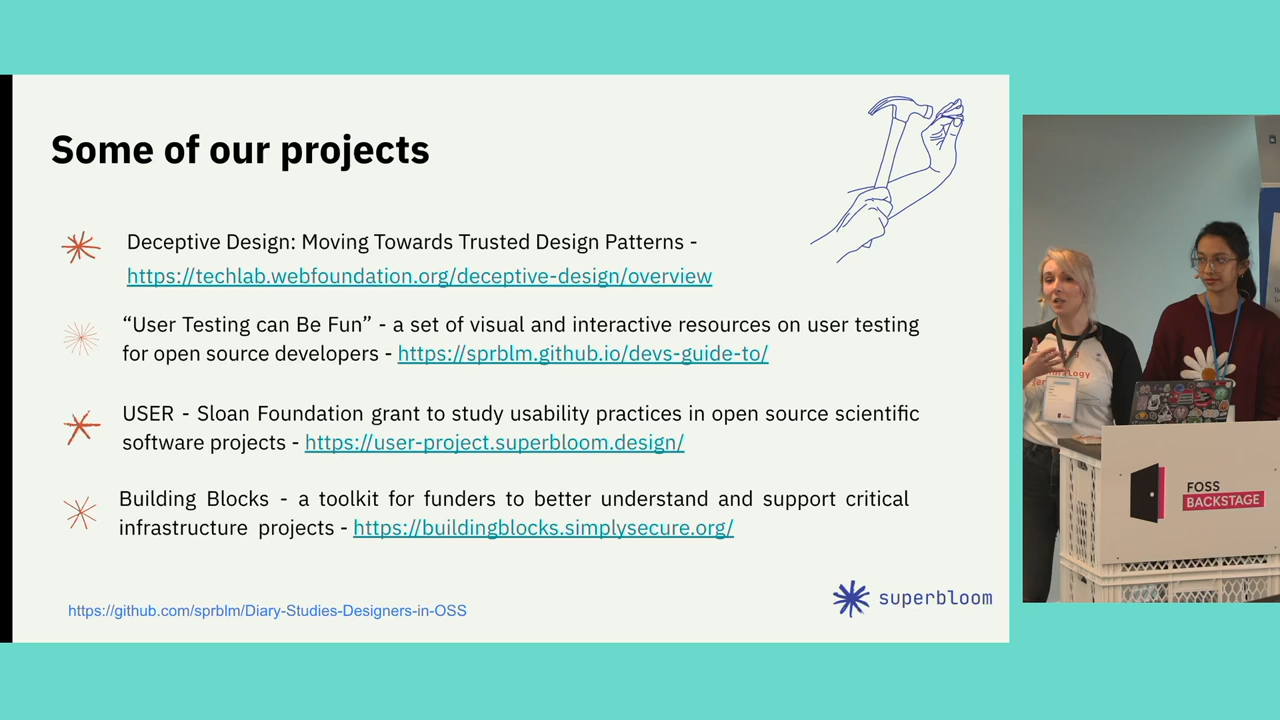 Some of our projects
Deceptive Design: Moving Towards Trusted Design Patterns -
https://techlab.webfoundation.org/deceptive-design/overview
“User Testing can Be Fun” - a set of visual and interactive resources on user testing
for open source developers - https://sprblm.github.io/devs-guide-to/
USER - Sloan Foundation grant to study usability practices in open source scientific
software projects - https://user-project.superbloom.design/
Building Blocks - a toolkit for funders to better understand and support critical
infrastructure projects - https://buildingblocks.simplysecure.org/
https://github.com/sprblm/Diary-Studies-Designers-in-OSS
superbloom
FOSS
BACKSTAGE